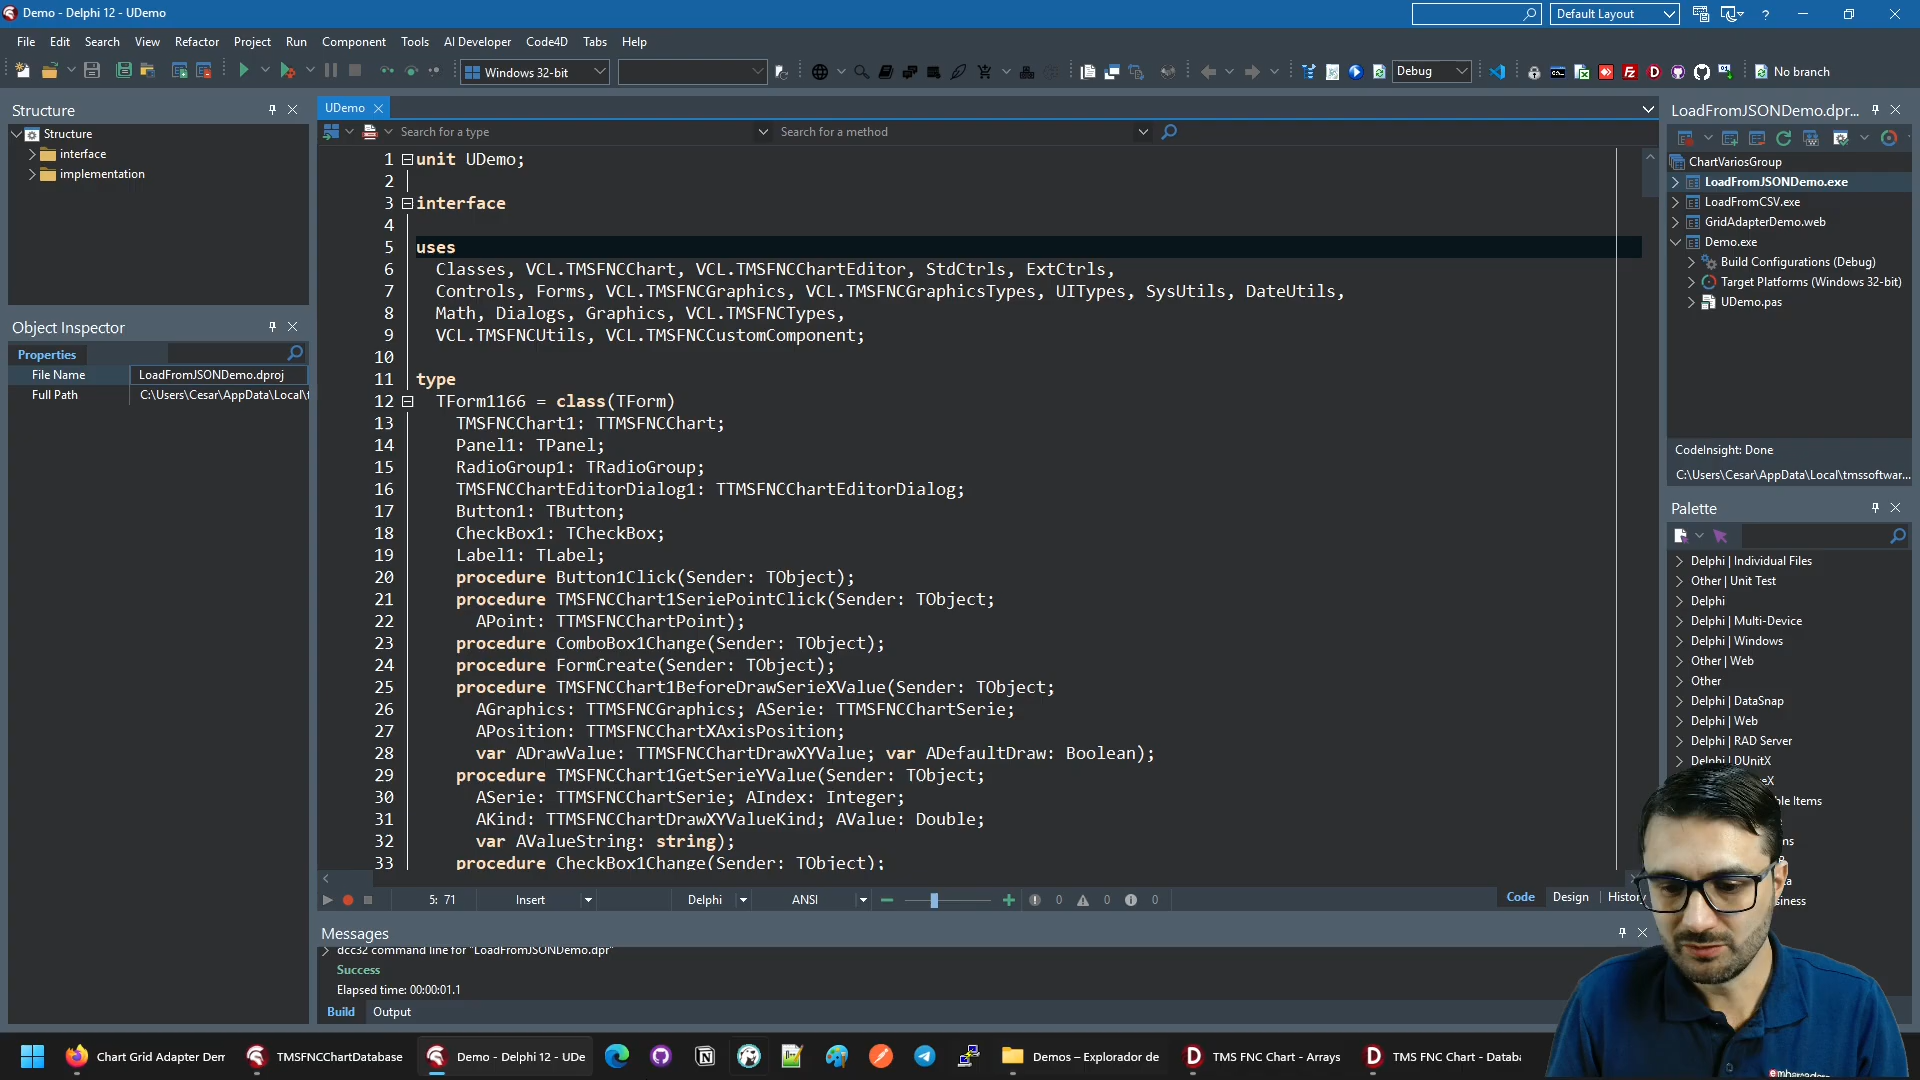 Demo - Delphi 12 - UDemo
Default Layout
?
File Edit Search View Refactor Project Run Component Tools AI Developer Code4D Tabs Help
Windows 32-bit
Debug
No branch
Structure
Structure
interface
implementation
Object Inspector
Properties
File Name LoadFromJSONDemo.dproj
Full Path C:\Users\Cesar\AppData\Local\
UDemo
Search for a type
Search for a method
1 unit UDemo;
2
3 interface
4
5 uses
6 Classes, VCL.TMSFNCChart, VCL.TMSFNCChartEditor, StdCtrls, ExtCtrls,
7 Controls, Forms, VCL.TMSFNCGraphics, VCL.TMSFNCGraphicsTypes, UITypes, SysUtils, DateUtils,
8 Math, Dialogs, Graphics, VCL.TMSFNCTypes,
9 VCL.TMSFNCUtils, VCL.TMSFNCCustomComponent;
10
11 type
12 TForm1166 = class(TForm)
13 TMSFNCChart1: TTMSFNCChart;
14 Panel1: TPanel;
15 RadioGroup1: TRadioGroup;
16 TMSFNCChartEditorDialog1: TTMSFNCChartEditorDialog;
17 Button1: TButton;
18 CheckBox1: TCheckBox;
19 Label1: TLabel;
20 procedure Button1Click(Sender: TObject);
21 procedure TMSFNCChart1SeriePointClick(Sender: TObject;
22 APoint: TTMSFNCChartPoint);
23 procedure ComboBox1Change(Sender: TObject);
24 procedure FormCreate(Sender: TObject);
25 procedure TMSFNCChart1BeforeDrawSerieXValue(Sender: TObject;
26 AGraphics: TTMSFNCGraphics; ASerie: TTMSFNCChartSerie;
27 APosition: TTMSFNCChartXAxisPosition;
28 var ADrawValue: TTMSFNCChartDrawXYValue; var ADefaultDraw: Boolean);
29 procedure TMSFNCChart1GetSerieYValue(Sender: TObject;
30 ASerie: TTMSFNCChartSerie; AIndex: Integer;
31 AKind: TTMSFNCChartDrawXYValueKind; AValue: Double;
32 var AValueString: string);
33 procedure CheckBox1Change(Sender: TObject);
5: 71
Insert
Delphi
ANSI
0 0 0
Code Design History
Messages
dcc32 command line for "LoadFromJSONDemo.dpr"
Success
Elapsed time: 00:00:01.1
Build Output
LoadFromJSONDemo.dpr...
ChartVariosGroup
LoadFromJSONDemo.exe
LoadFromCSV.exe
GridAdapterDemo.web
Demo.exe
Build Configurations (Debug)
Target Platforms (Windows 32-bit)
UDemo.pas
CodeInsight: Done
C:\Users\Cesar\AppData\Local\tmssoftwar...
Palette
Delphi | Individual Files
Other | Unit Test
Delphi
Delphi | Multi-Device
Delphi | Windows
Other | Web
Other
Delphi | DataSnap
Delphi | Web
Delphi | RAD Server
Delphi | DUnitX
Chart Grid Adapter Dem
TMSFNCChartDatabase
Demo - Delphi 12 - UDe
Demos – Explorador de
TMS FNC Chart - Arrays
TMS FNC Chart - Datab
embarcadero